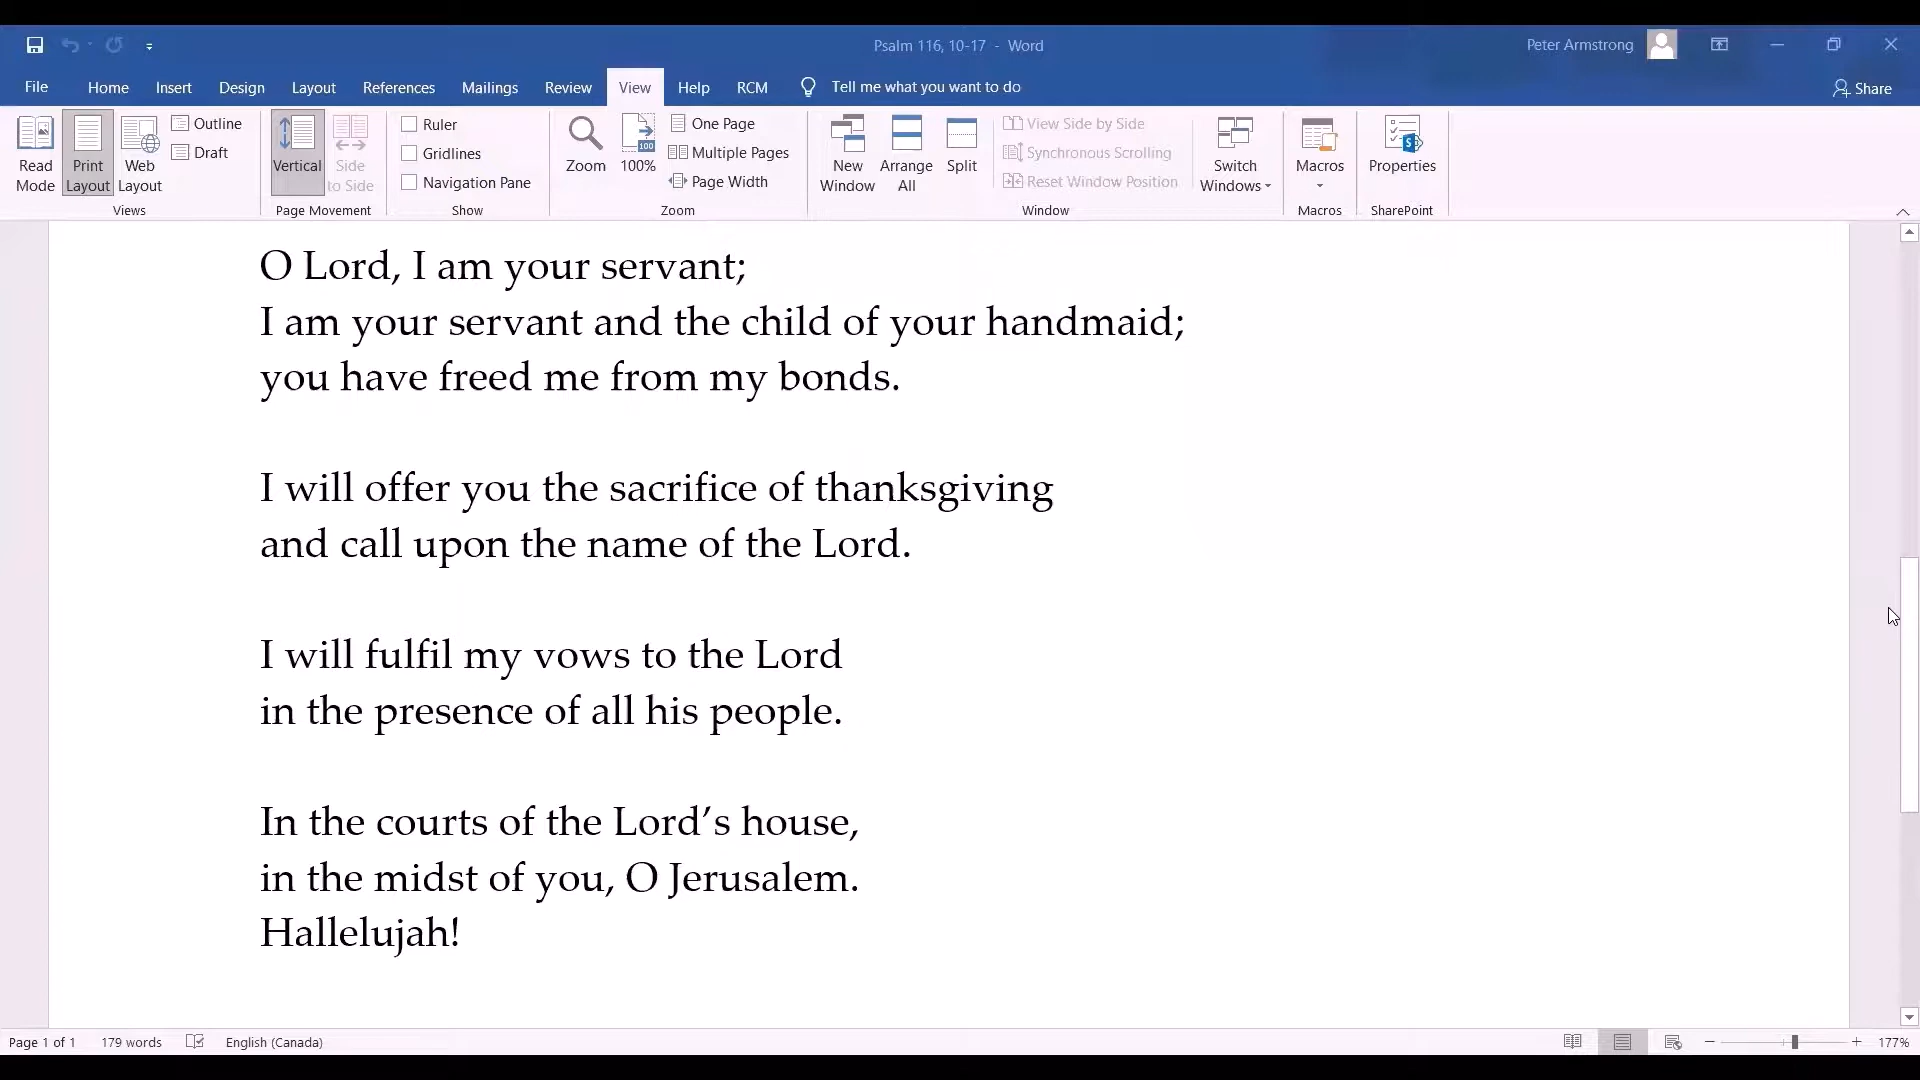 Psalm 116, 10-17 - Word
Peter Armstrong
File Home Insert Design Layout References Mailings Review View Help RCM Tell me what you want to do
Share
Read Mode
Print Layout
Web Layout
Outline
Draft
Views
Vertical
Side to Side
Page Movement
Ruler
Gridlines
Navigation Pane
Show
Zoom
100
100%
One Page
Multiple Pages
Page Width
Zoom
New Window
Arrange All
Split
View Side by Side
Synchronous Scrolling
Reset Window Position
Switch Windows
Window
Macros
Macros
Properties
SharePoint
O Lord, I am your servant;
I am your servant and the child of your handmaid;
you have freed me from my bonds.
I will offer you the sacrifice of thanksgiving
and call upon the name of the Lord.
I will fulfil my vows to the Lord
in the presence of all his people.
In the courts of the Lord’s house,
in the midst of you, O Jerusalem.
Hallelujah!
Page 1 of 1 179 words English (Canada) 177%